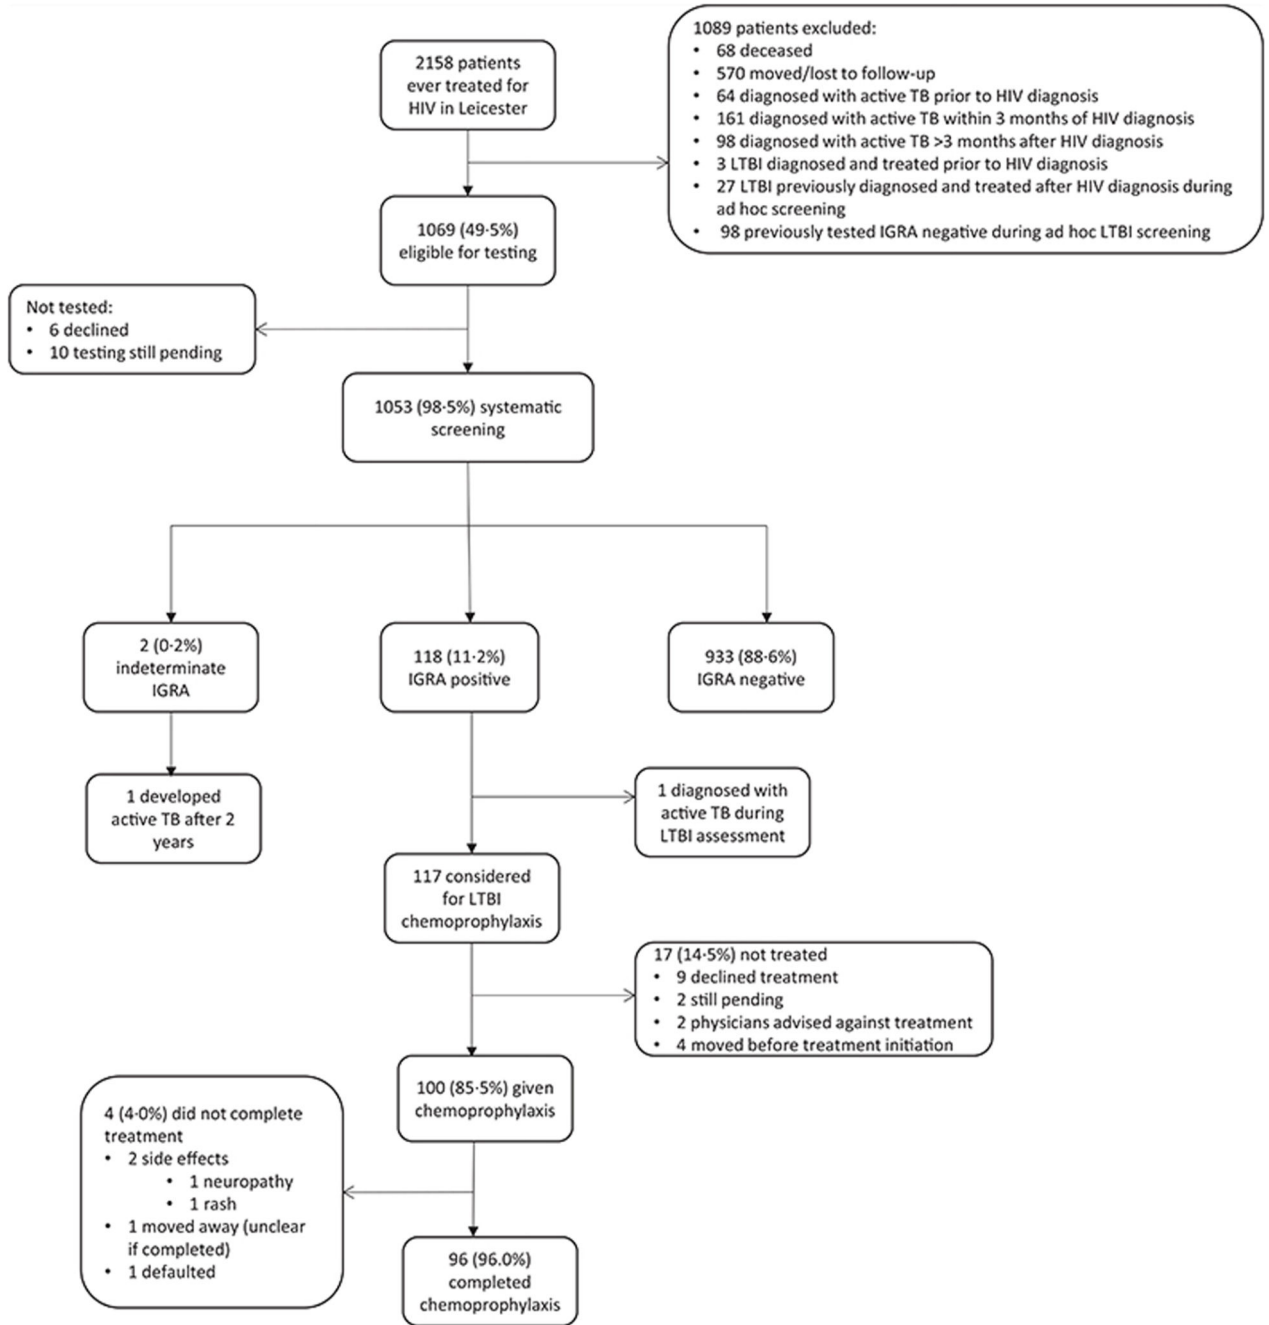 2158 patients
ever treated for
HIV in Leicester
1089 patients excluded:
• 68 deceased
• 570 moved/lost to follow-up
• 64 diagnosed with active TB prior to HIV diagnosis
• 161 diagnosed with active TB within 3 months of HIV diagnosis
• 98 diagnosed with active TB >3 months after HIV diagnosis
• 3 LTBI diagnosed and treated prior to HIV diagnosis
• 27 LTBI previously diagnosed and treated after HIV diagnosis during
ad hoc screening
• 98 previously tested IGRA negative during ad hoc LTBI screening
1069 (49·5%)
eligible for testing
Not tested:
• 6 declined
• 10 testing still pending
1053 (98·5%) systematic
screening
2 (0·2%)
indeterminate
IGRA
118 (11·2%)
IGRA positive
933 (88·6%)
IGRA negative
1 developed
active TB after 2
years
1 diagnosed with
active TB during
LTBI assessment
117 considered
for LTBI
chemoprophylaxis
17 (14·5%) not treated
• 9 declined treatment
• 2 still pending
• 2 physicians advised against treatment
• 4 moved before treatment initiation
100 (85·5%) given
chemoprophylaxis
4 (4·0%) did not complete
treatment
• 2 side effects
• 1 neuropathy
• 1 rash
• 1 moved away (unclear
if completed)
• 1 defaulted
96 (96.0%)
completed
chemoprophylaxis